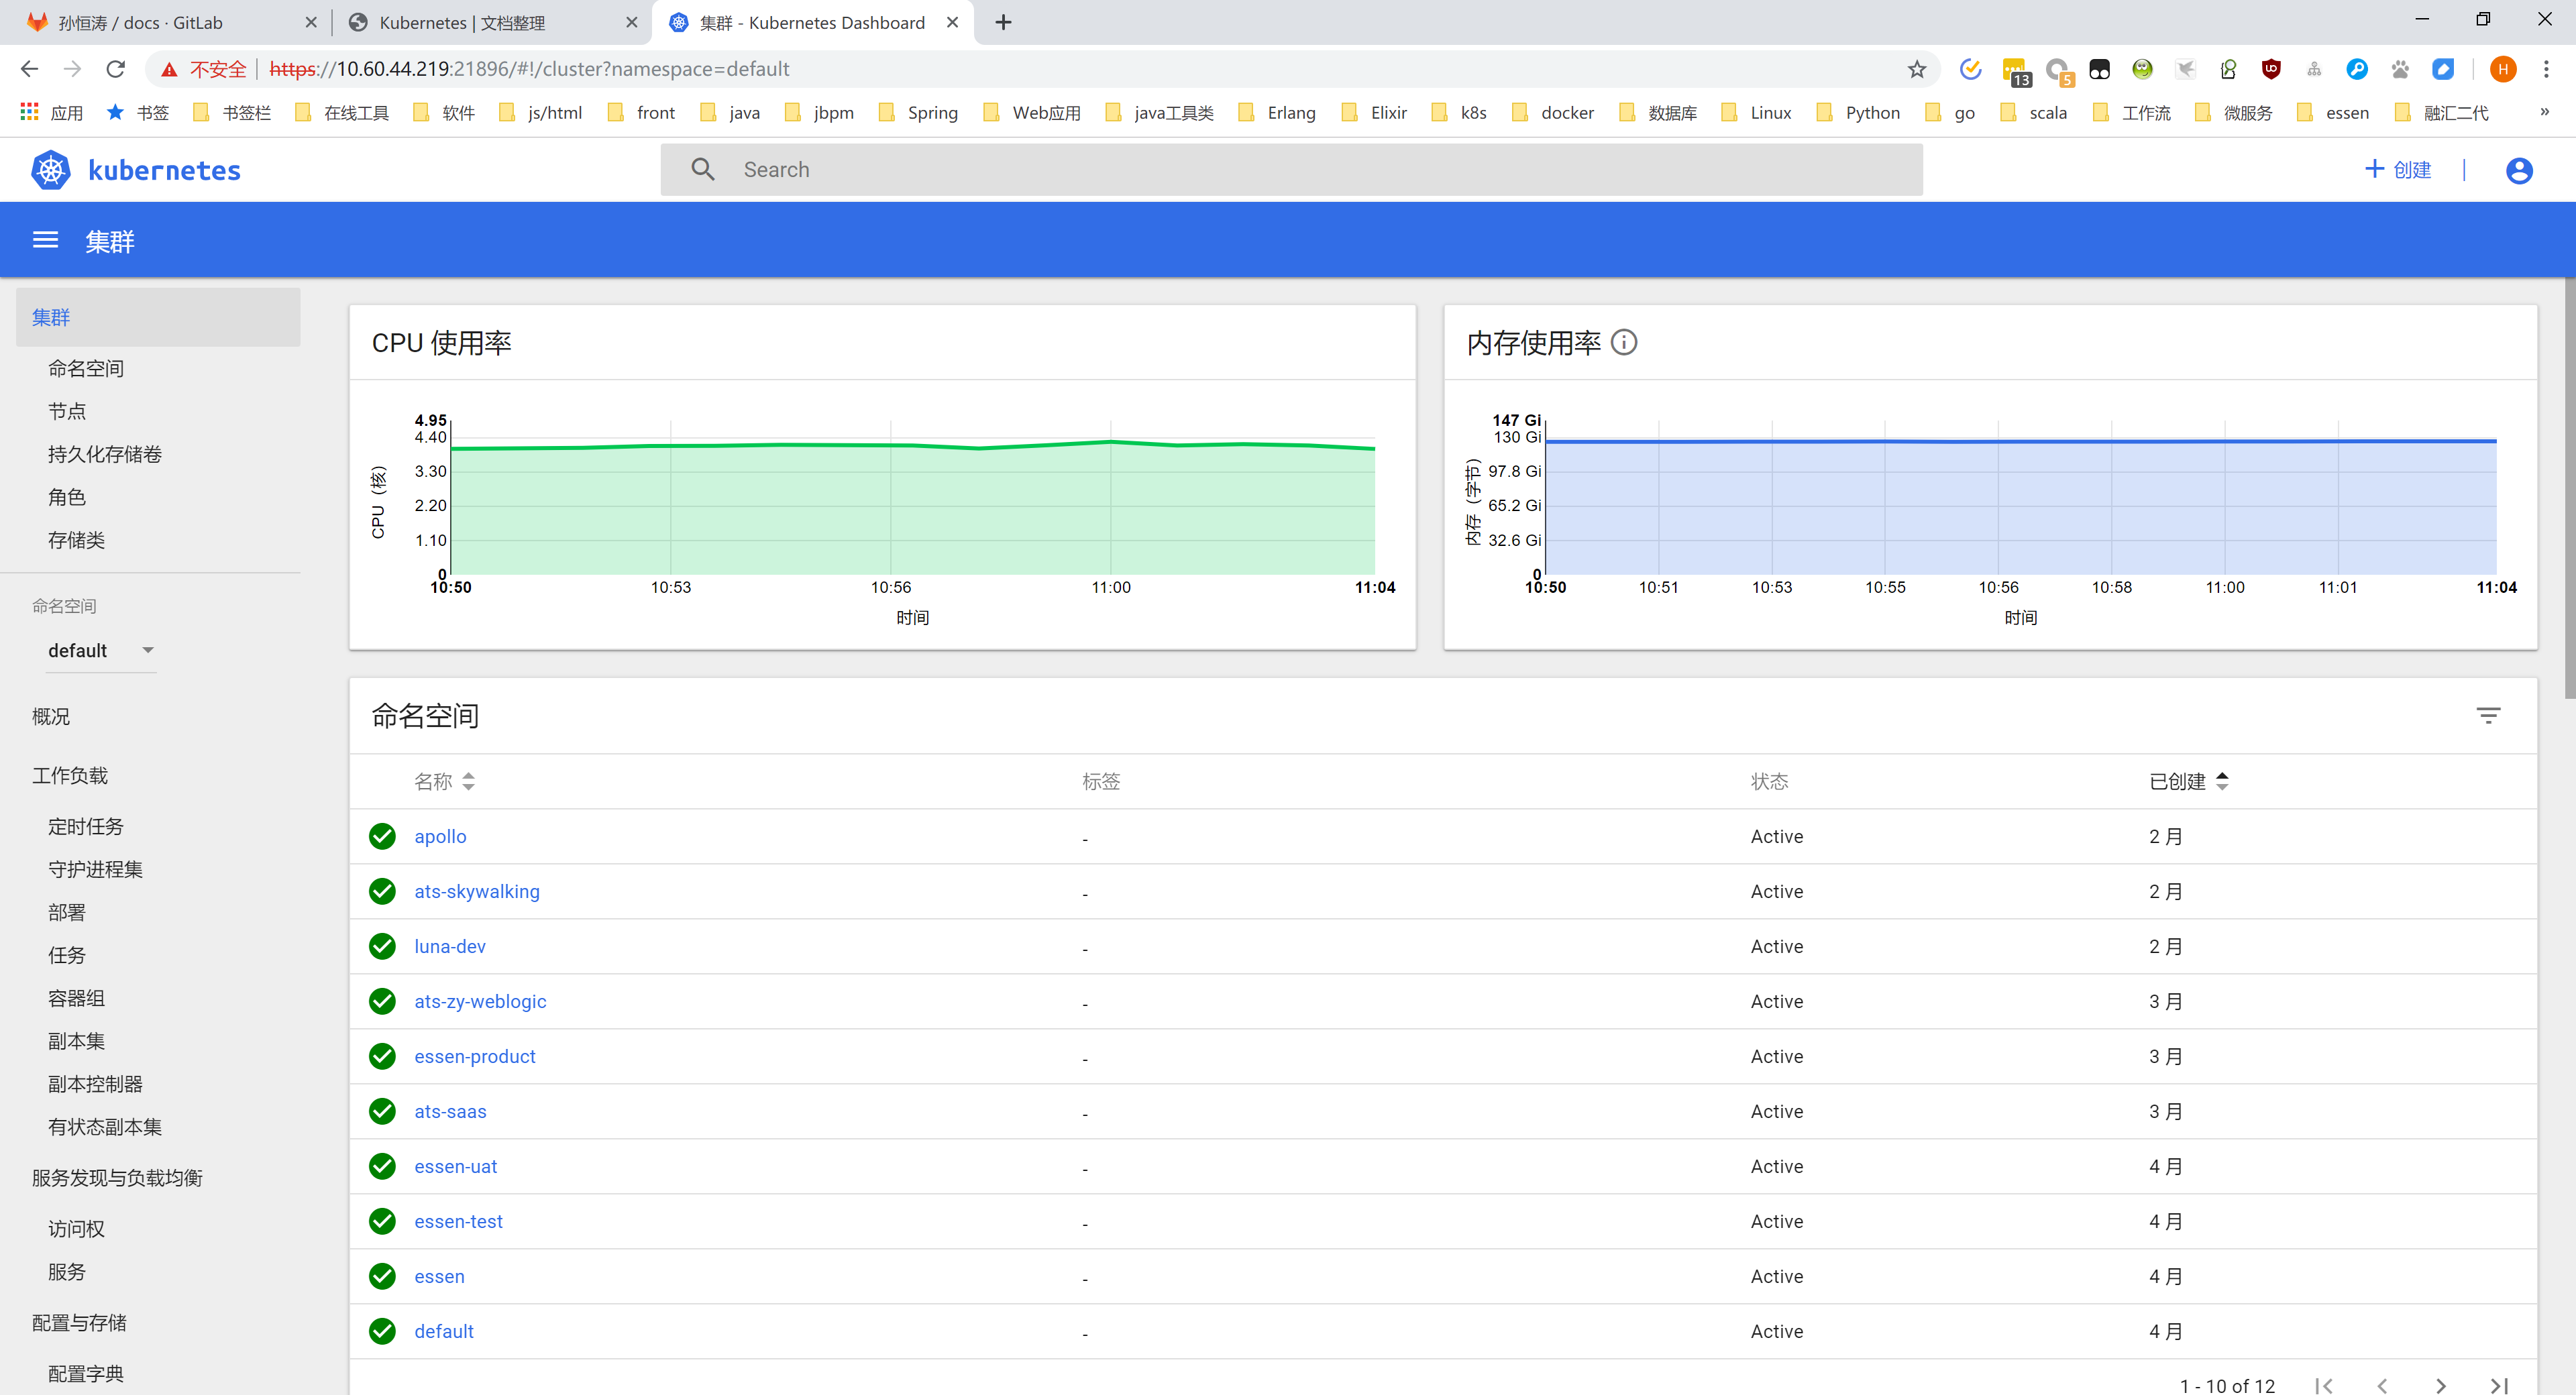 孙恒涛 / docs · GitLab
Kubernetes | 文档整理
集群 - Kubernetes Dashboard
不安全 | https://10.60.44.219:21896/#!/cluster?namespace=default
13
5
H
应用 书签 书签栏 在线工具 软件 js/html front java jbpm Spring Web应用 java工具类 Erlang Elixir k8s docker 数据库 Linux Python go scala 工作流 微服务 essen 融汇二代 »
kubernetes
Search
+ 创建 |
集群
集群
命名空间
节点
持久化存储卷
角色
存储类
命名空间
default
概况
工作负载
定时任务
守护进程集
部署
任务
容器组
副本集
副本控制器
有状态副本集
服务发现与负载均衡
访问权
服务
配置与存储
配置字典
CPU 使用率
CPU（核）
4.95
4.40
3.30
2.20
1.10
0
10:50 10:53 10:56 11:00 11:04
时间
内存使用率
内存（字节）
147 Gi
130 Gi
97.8 Gi
65.2 Gi
32.6 Gi
0
10:50 10:51 10:53 10:55 10:56 10:58 11:00 11:01 11:04
时间
命名空间
名称 标签 状态 已创建
apollo - Active 2 月
ats-skywalking - Active 2 月
luna-dev - Active 2 月
ats-zy-weblogic - Active 3 月
essen-product - Active 3 月
ats-saas - Active 3 月
essen-uat - Active 4 月
essen-test - Active 4 月
essen - Active 4 月
default - Active 4 月
1 - 10 of 12